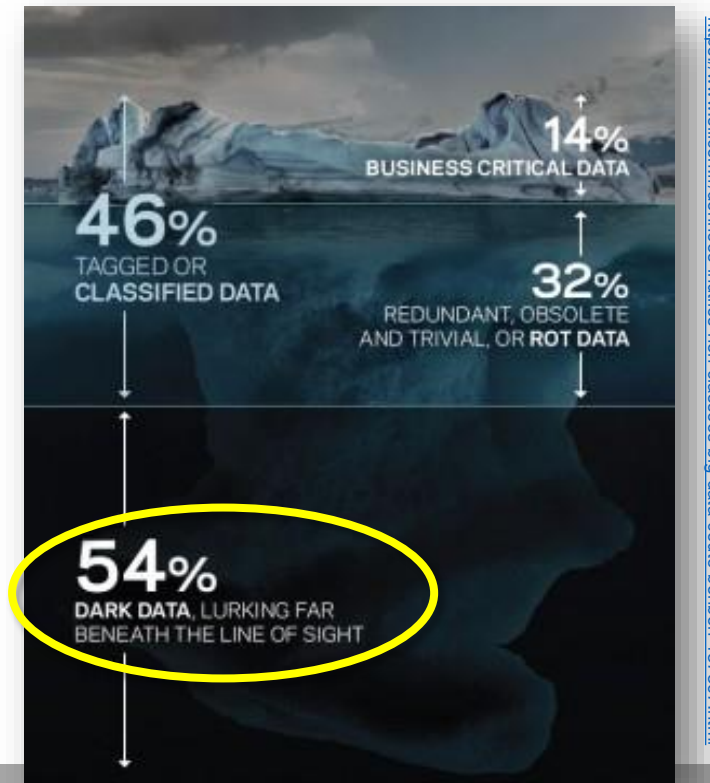 14%
BUSINESS CRITICAL DATA
46%
TAGGED OR
CLASSIFIED DATA
32%
REDUNDANT, OBSOLETE
AND TRIVIAL, OR ROT DATA
54%
DARK DATA, LURKING FAR
BENEATH THE LINE OF SIGHT